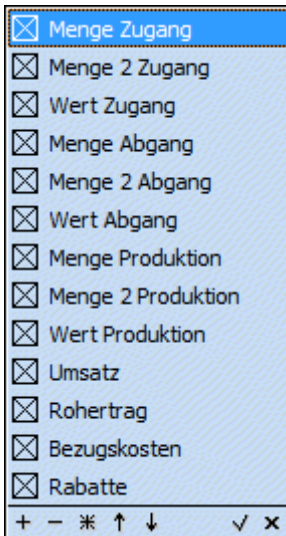 Menge Zugang
Menge 2 Zugang
Wert Zugang
Menge Abgang
Menge 2 Abgang
Wert Abgang
Menge Produktion
Menge 2 Produktion
Wert Produktion
Umsatz
Rohertrag
Bezugskosten
Rabatte